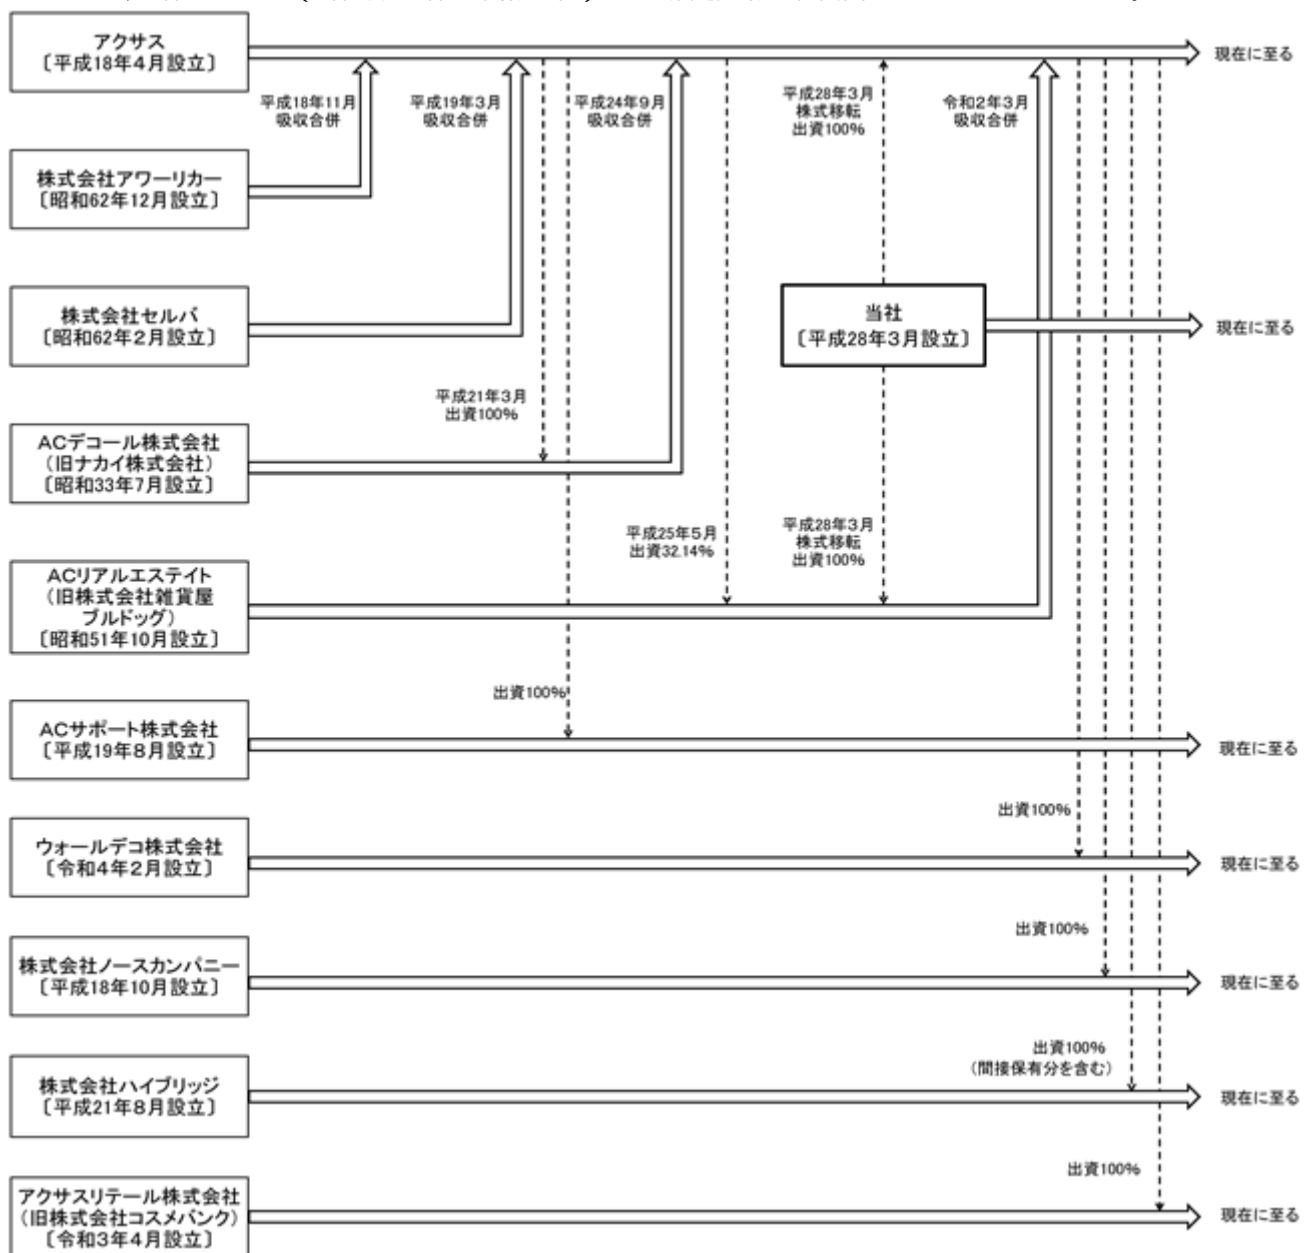 アクサス
〔平成18年4月設立〕
現在に至る
平成18年11月
吸収合併
平成19年3月
吸収合併
平成24年9月
吸収合併
平成28年3月
株式移転
出資100%
令和2年3月
吸収合併
株式会社アワーリカー
〔昭和62年12月設立〕
株式会社セルバ
〔昭和62年2月設立〕
当社
〔平成28年3月設立〕
現在に至る
平成21年3月
出資100%
ACデコール株式会社
(旧ナカイ株式会社)
〔昭和33年7月設立〕
平成25年5月
出資32.14%
平成28年3月
株式移転
出資100%
ACリアルエステイト
(旧株式会社雑貨屋
ブルドッグ)
〔昭和51年10月設立〕
出資100%
ACサポート株式会社
〔平成19年8月設立〕
現在に至る
出資100%
ウォールデコ株式会社
〔令和4年2月設立〕
現在に至る
出資100%
株式会社ノースカンパニー
〔平成18年10月設立〕
現在に至る
出資100%
(間接保有分を含む)
株式会社ハイブリッジ
〔平成21年8月設立〕
現在に至る
出資100%
アクサスリテール株式会社
(旧株式会社コスメバンク)
〔令和3年4月設立〕
現在に至る